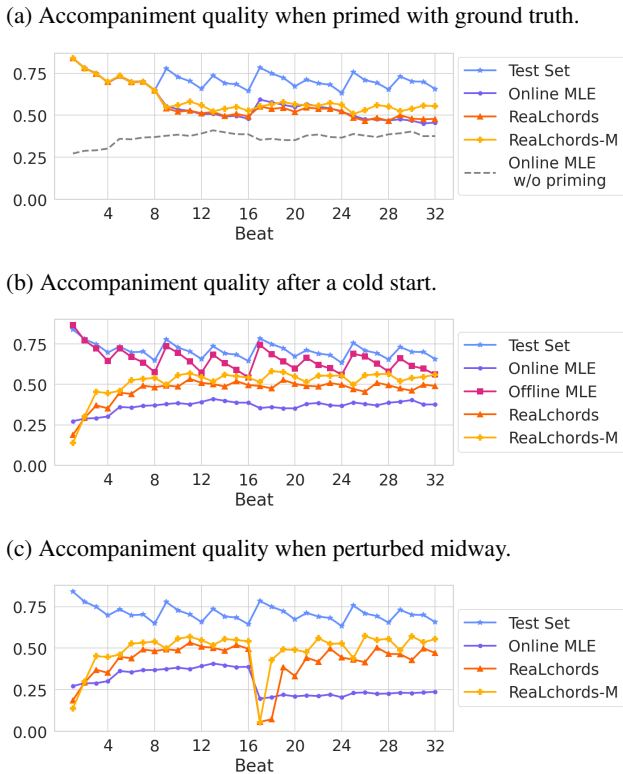 (a) Accompaniment quality when primed with ground truth.
0.75
0.50
0.25
0.00
4 8 12 16 20 24 28 32
Beat
Test Set
Online MLE
ReaLchords
ReaLchords-M
Online MLE
w/o priming
(b) Accompaniment quality after a cold start.
0.75
0.50
0.25
0.00
4 8 12 16 20 24 28 32
Beat
Test Set
Online MLE
Offline MLE
ReaLchords
ReaLchords-M
(c) Accompaniment quality when perturbed midway.
0.75
0.50
0.25
0.00
4 8 12 16 20 24 28 32
Beat
Test Set
Online MLE
ReaLchords
ReaLchords-M